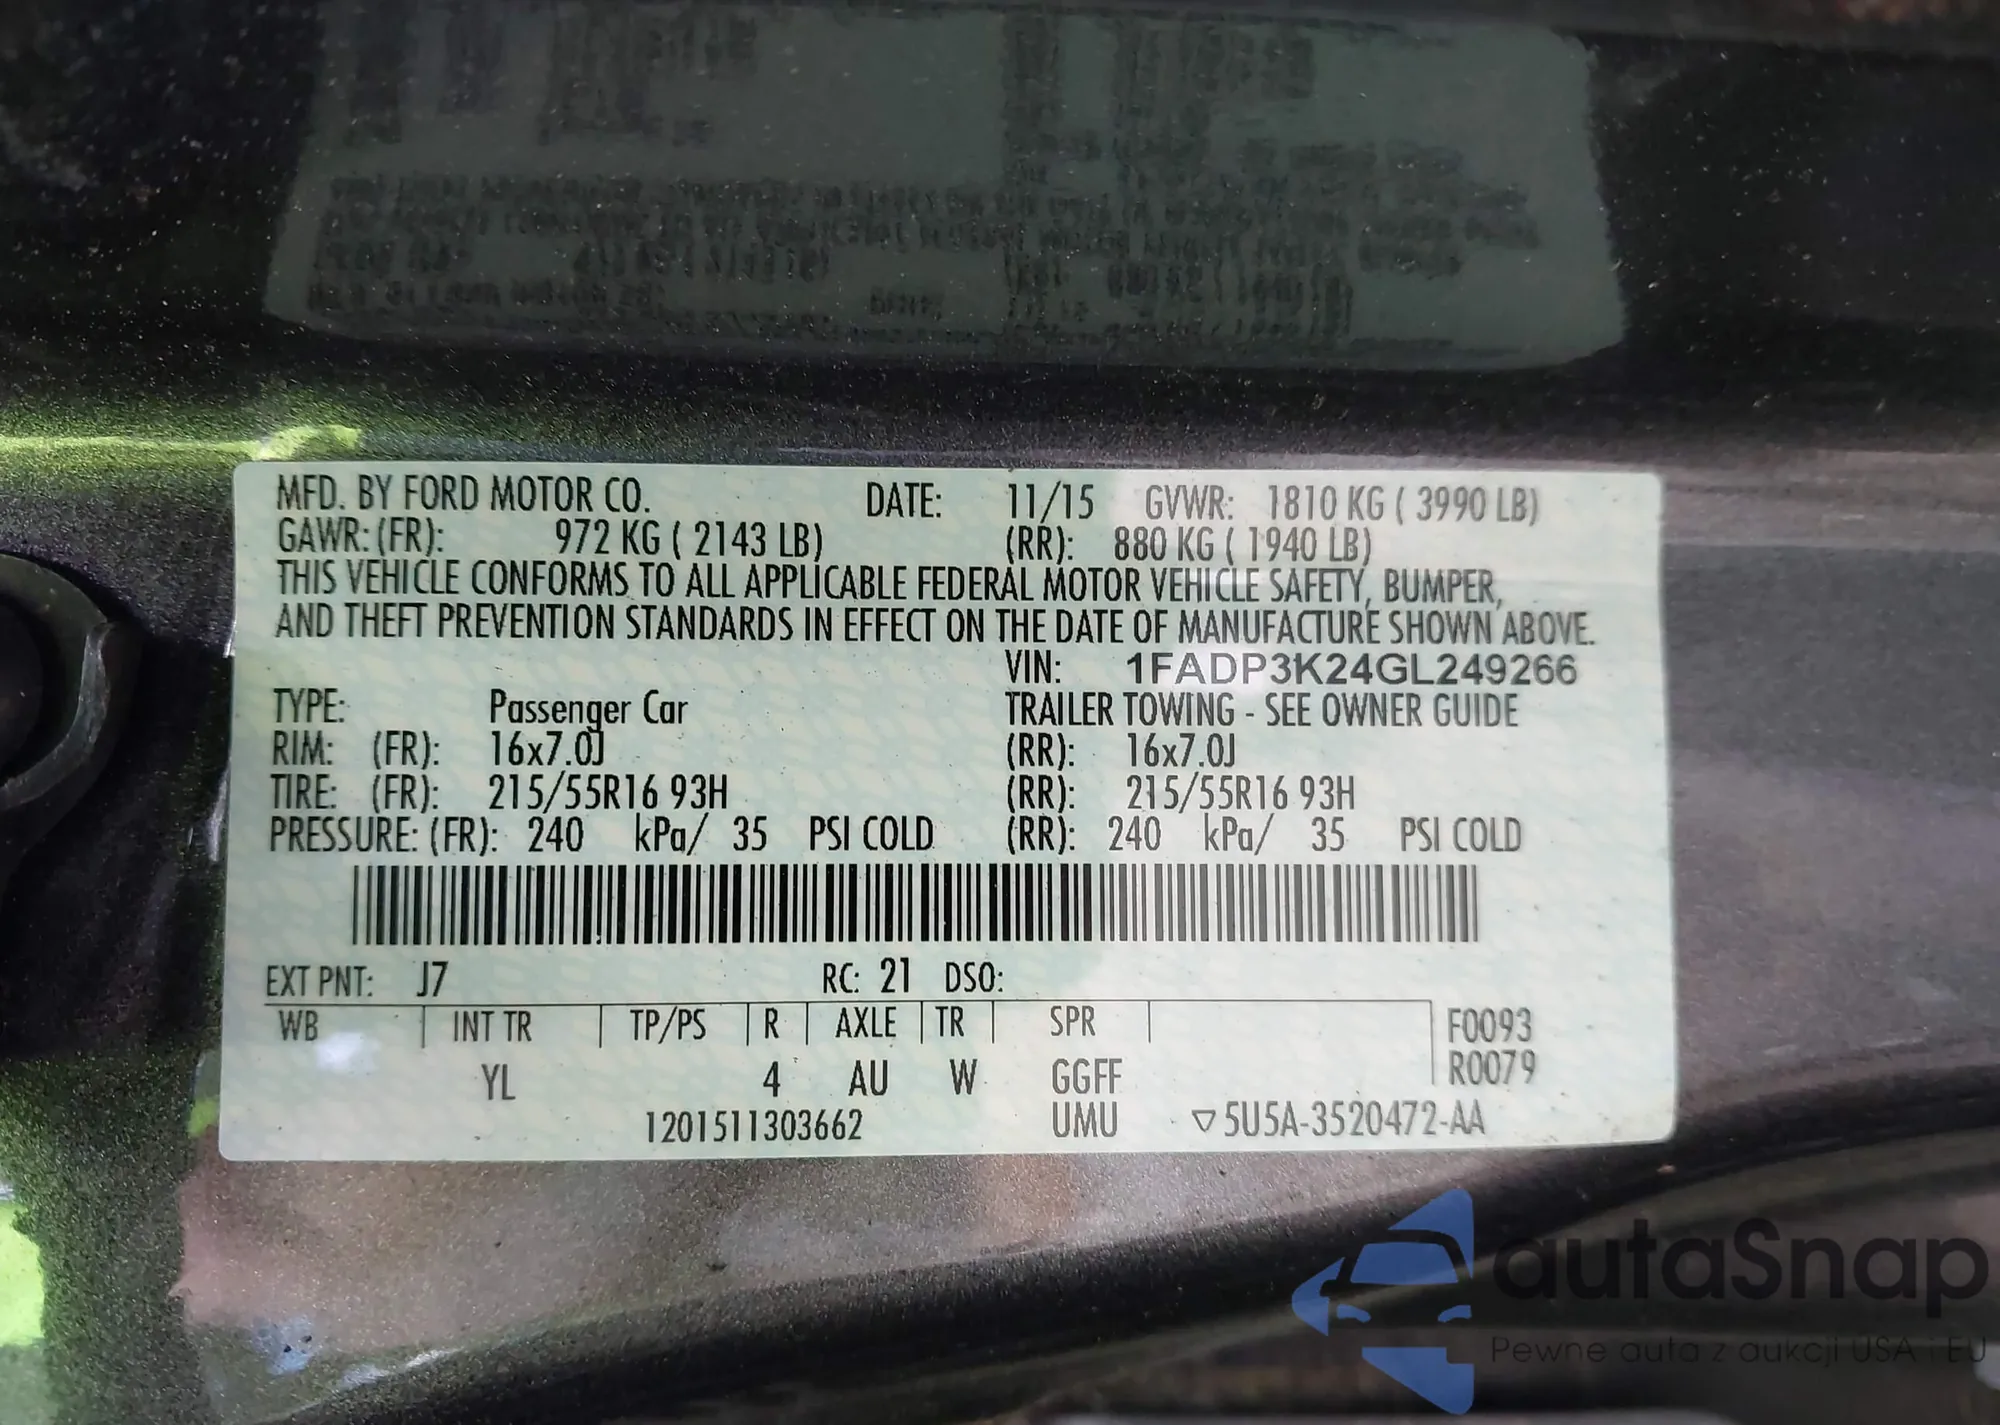 MFD. BY FORD MOTOR CO. DATE: 11/15 GVWR: 1810 KG ( 3990 LB)
GAWR: (FR): 972 KG ( 2143 LB) (RR): 880 KG ( 1940 LB)
THIS VEHICLE CONFORMS TO ALL APPLICABLE FEDERAL MOTOR VEHICLE SAFETY, BUMPER,
AND THEFT PREVENTION STANDARDS IN EFFECT ON THE DATE OF MANUFACTURE SHOWN ABOVE.
VIN: 1FADP3K24GL249266
TYPE: Passenger Car TRAILER TOWING - SEE OWNER GUIDE
RIM: (FR): 16x7.0J (RR): 16x7.0J
TIRE: (FR): 215/55R16 93H (RR): 215/55R16 93H
PRESSURE: (FR): 240 kPa/ 35 PSI COLD (RR): 240 kPa/ 35 PSI COLD
EXT PNT: J7 RC: 21 DSO:
WB INT TR TP/PS R AXLE TR SPR F0093
R0079
YL 4 AU W GGFF
1201511303662 UMU ▽5U5A-3520472-AA
autaSnap
Pewne auta z aukcji USA i EU